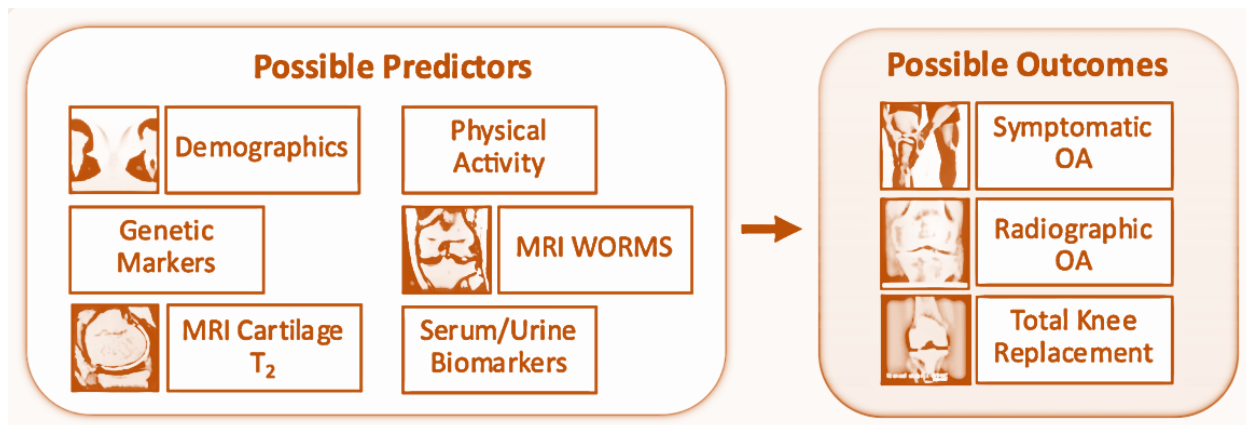 Possible Predictors
Demographics
Physical
Activity
Genetic
Markers
MRI WORMS
MRI Cartilage
T₂
Serum/Urine
Biomarkers
Possible Outcomes
Symptomatic
OA
Radiographic
OA
Total Knee
Replacement